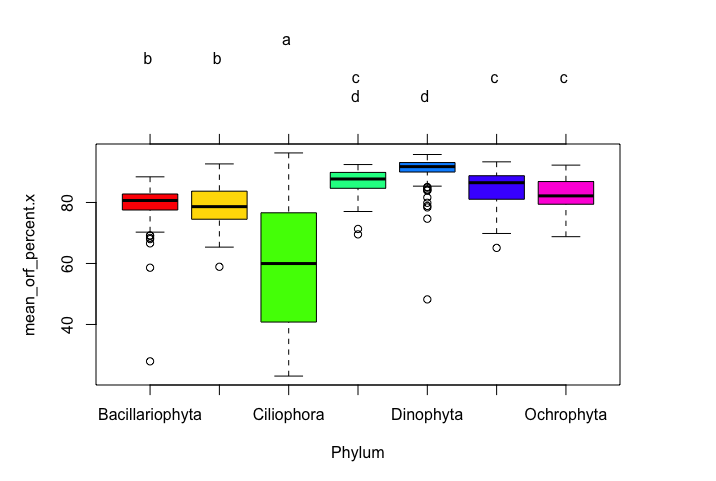 a
b b
c c c
d d
mean_orf_percent.x
80
60
40
Bacillariophyta Ciliophora Dinophyta Ochrophyta
Phylum